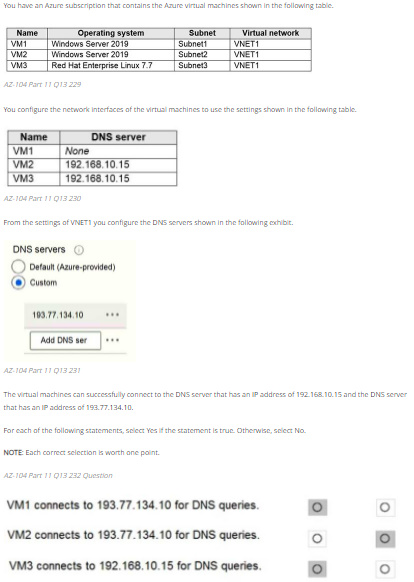 You have an Azure subscription that contains the Azure virtual machines shown in the following table.
Name Operating system Subnet Virtual network
VM1 Windows Server 2019 Subnet1 VNET1
VM2 Windows Server 2019 Subnet2 VNET1
VM3 Red Hat Enterprise Linux 7.7 Subnet3 VNET1
AZ-104 Part 11 Q13 229
You configure the network interfaces of the virtual machines to use the settings shown in the following table.
Name DNS server
VM1 None
VM2 192.168.10.15
VM3 192.168.10.15
AZ-104 Part 11 Q13 230
From the settings of VNET1 you configure the DNS servers shown in the following exhibit.
DNS servers
Default (Azure-provided)
Custom
193.77.134.10
Add DNS ser
AZ-104 Part 11 Q13 231
The virtual machines can successfully connect to the DNS server that has an IP address of 192.168.10.15 and the DNS server
that has an IP address of 193.77.134.10.
For each of the following statements, select Yes if the statement is true. Otherwise, select No.
NOTE: Each correct selection is worth one point.
AZ-104 Part 11 Q13 232 Question
VM1 connects to 193.77.134.10 for DNS queries.
VM2 connects to 193.77.134.10 for DNS queries.
VM3 connects to 192.168.10.15 for DNS queries.